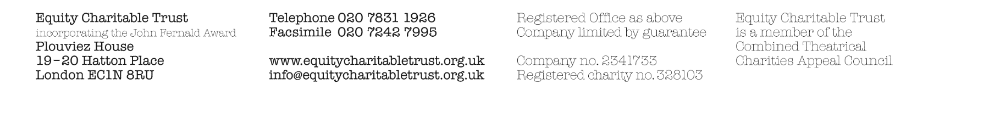 Equity Charitable Trust
incorporating the John Fernald Award
Plouviez House
19–20 Hatton Place
London EC1N 8RU
Telephone 020 7831 1926
Facsimile 020 7242 7995
www.equitycharitabletrust.org.uk
info@equitycharitabletrust.org.uk
Registered Office as above
Company limited by guarantee
Company no. 2341733
Registered charity no. 328103
Equity Charitable Trust
is a member of the
Combined Theatrical
Charities Appeal Council